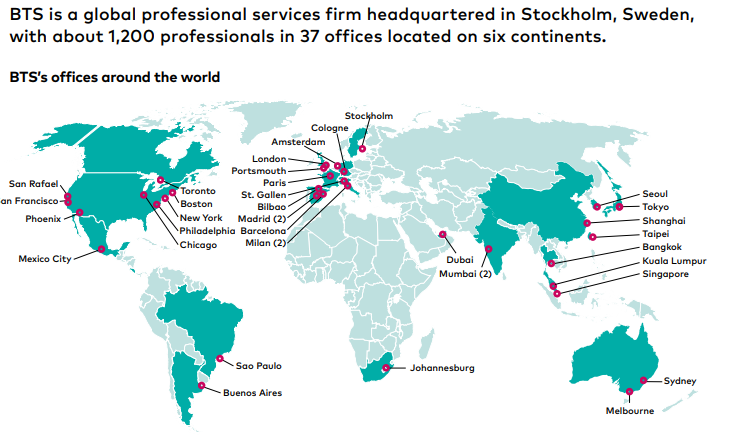 BTS is a global professional services firm headquartered in Stockholm, Sweden,
with about 1,200 professionals in 37 offices located on six continents.
BTS's offices around the world
Stockholm
Cologne
Amsterdam
London
Portsmouth
Paris
St. Gallen
Bilbao
Madrid (2)
Barcelona
Milan (2)
San Rafael
an Francisco
Phoenix
Mexico City
Toronto
Boston
New York
Philadelphia
Chicago
Dubai
Mumbai (2)
Seoul
Tokyo
Shanghai
Taipei
Bangkok
Kuala Lumpur
Singapore
Sao Paulo
Buenos Aires
Johannesburg
Sydney
Melbourne